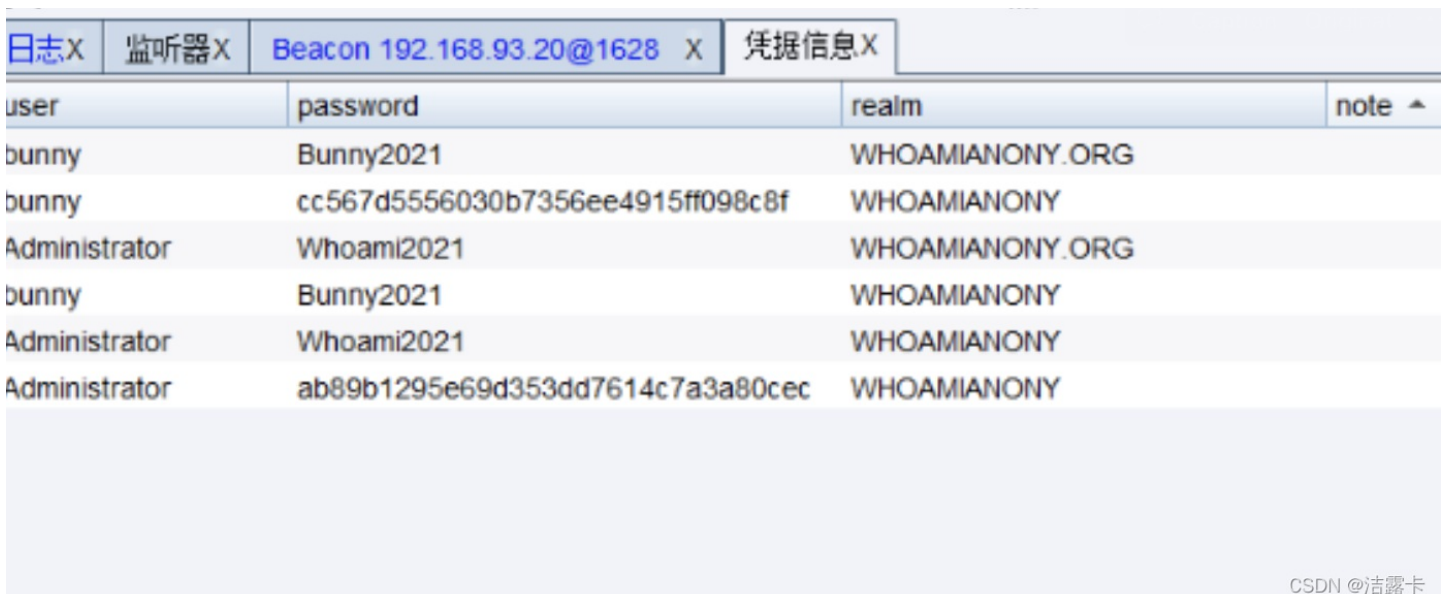 日志X 监听器X Beacon 192.168.93.20@1628 X 凭据信息X
user password realm note
bunny Bunny2021 WHOAMIANONY.ORG
bunny cc567d5556030b7356ee4915ff098c8f WHOAMIANONY
Administrator Whoami2021 WHOAMIANONY.ORG
bunny Bunny2021 WHOAMIANONY
Administrator Whoami2021 WHOAMIANONY
Administrator ab89b1295e69d353dd7614c7a3a80cec WHOAMIANONY
CSDN @洁露卡